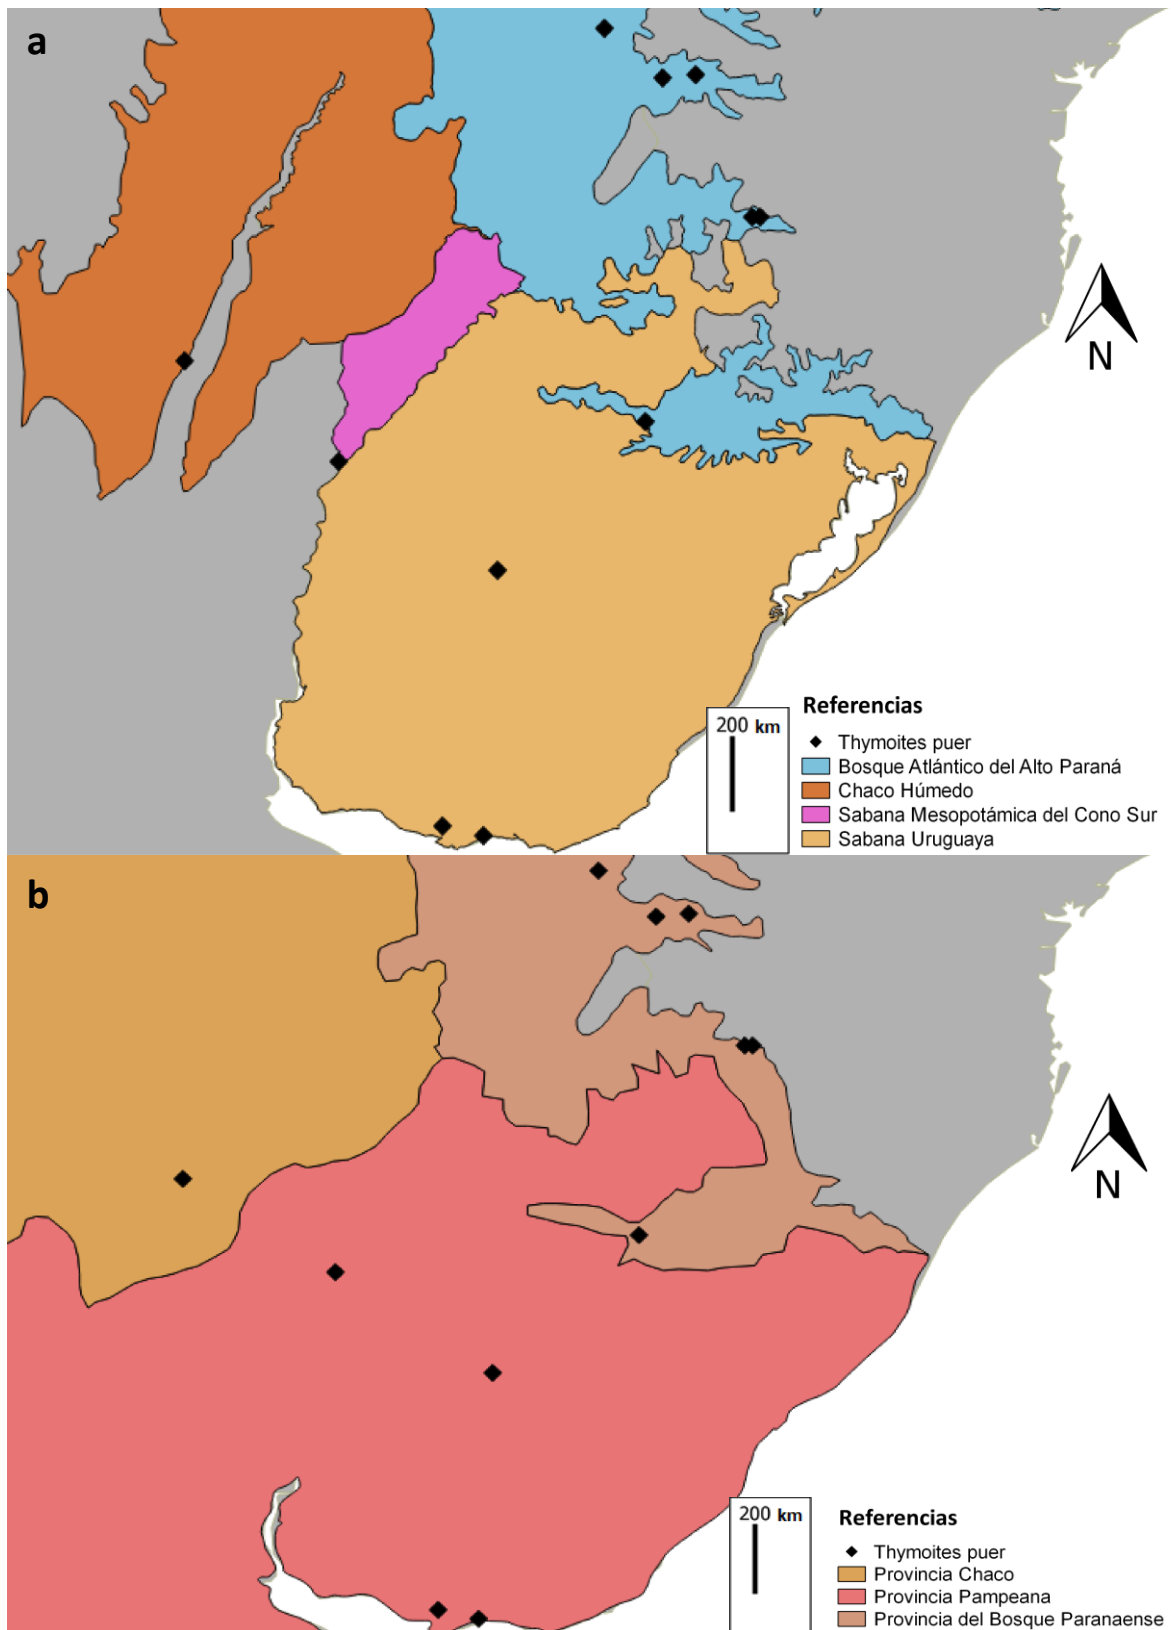 a
N
200 km
Referencias
Thymoites puer
Bosque Atlántico del Alto Paraná
Chaco Húmedo
Sabana Mesopotámica del Cono Sur
Sabana Uruguaya
b
N
200 km
Referencias
Thymoites puer
Provincia Chaco
Provincia Pampeana
Provincia del Bosque Paranaense